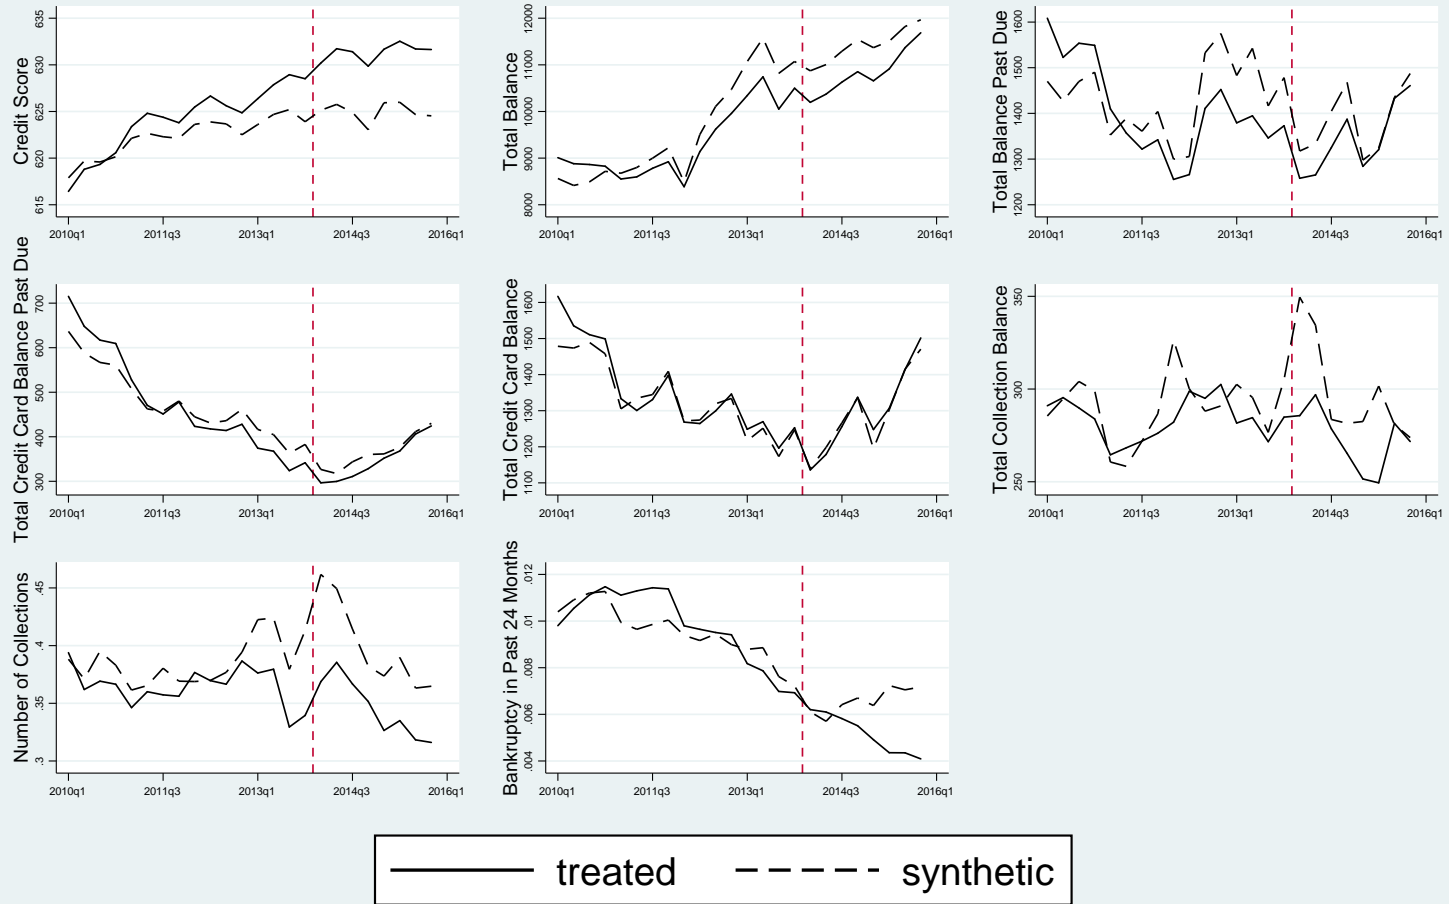 Credit Score
635
630
625
620
615
2010q1 2011q3 2013q1 2014q3 2016q1
Total Balance
12000
11000
10000
9000
8000
2010q1 2011q3 2013q1 2014q3 2016q1
Total Balance Past Due
1600
1500
1400
1300
1200
2010q1 2011q3 2013q1 2014q3 2016q1
Total Credit Card Balance Past Due
700
600
500
400
300
2010q1 2011q3 2013q1 2014q3 2016q1
Total Credit Card Balance
1600
1500
1400
1300
1200
1100
2010q1 2011q3 2013q1 2014q3 2016q1
Total Collection Balance
350
300
250
2010q1 2011q3 2013q1 2014q3 2016q1
Number of Collections
.45
.4
.35
.3
2010q1 2011q3 2013q1 2014q3 2016q1
Bankruptcy in Past 24 Months
.012
.01
.008
.006
.004
2010q1 2011q3 2013q1 2014q3 2016q1
treated synthetic